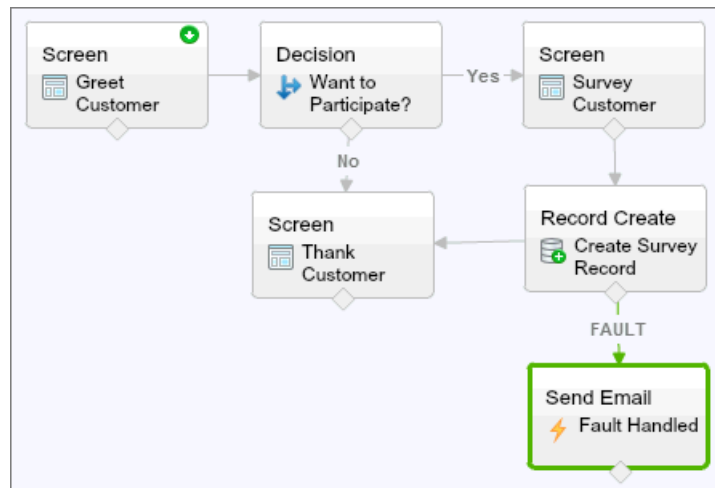 Screen
Greet
Customer
Decision
Want to
Participate?
Yes
Screen
Survey
Customer
No
Screen
Thank
Customer
Record Create
Create Survey
Record
FAULT
Send Email
Fault Handled